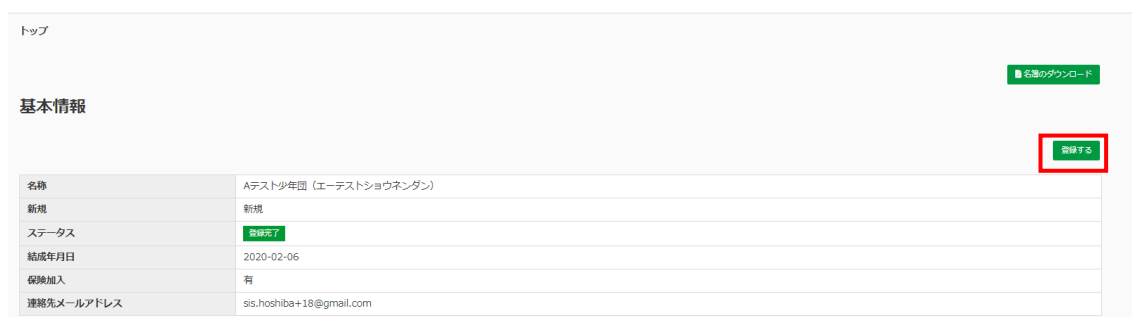 トップ
名簿のダウンロード
基本情報
登録する
名称 Aテスト少年団（エーテストショウネンダン）
新規 新規
ステータス 登録完了
結成年月日 2020-02-06
保険加入 有
連絡先メールアドレス sis.hoshiba+18@gmail.com